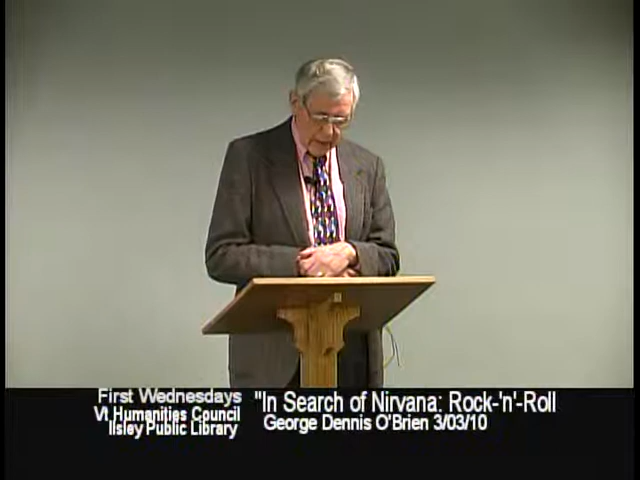 First Wednesdays
Vt Humanities Council
Ilsley Public Library
"In Search of Nirvana: Rock-'n'-Roll
George Dennis O'Brien 3/03/10